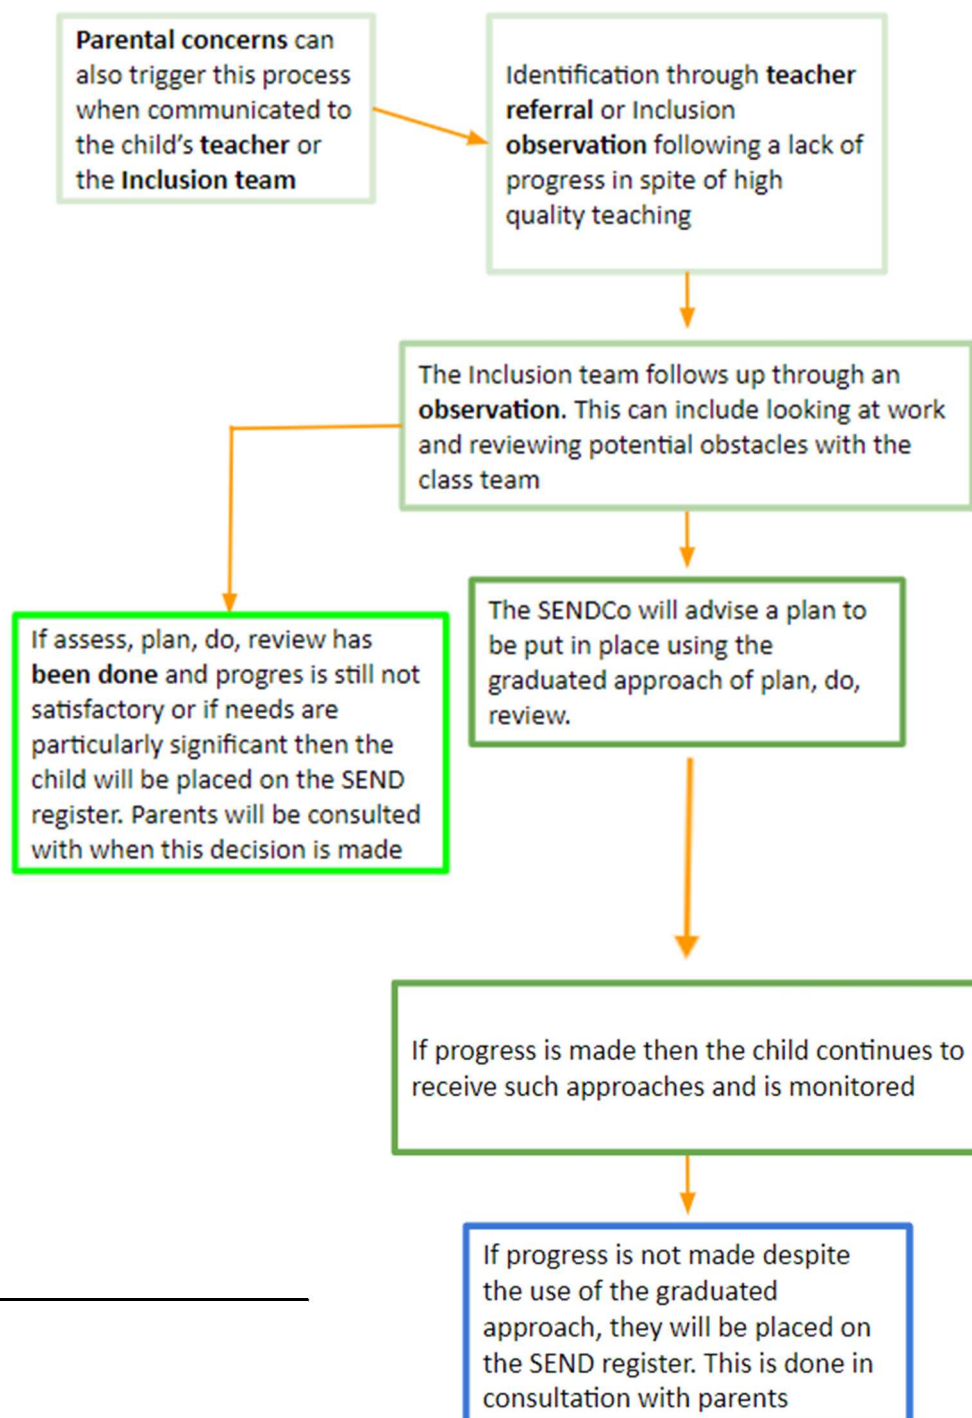 Parental concerns can
also trigger this process
when communicated to
the child's teacher or
the Inclusion team
Identification through teacher
referral or Inclusion
observation following a lack of
progress in spite of high
quality teaching
The Inclusion team follows up through an
observation. This can include looking at work
and reviewing potential obstacles with the
class team
If assess, plan, do, review has
been done and progres is still not
satisfactory or if needs are
particularly significant then the
child will be placed on the SEND
register. Parents will be consulted
with when this decision is made
The SENDCo will advise a plan to
be put in place using the
graduated approach of plan, do,
review.
If progress is made then the child continues to
receive such approaches and is monitored
If progress is not made despite
the use of the graduated
approach, they will be placed on
the SEND register. This is done in
consultation with parents